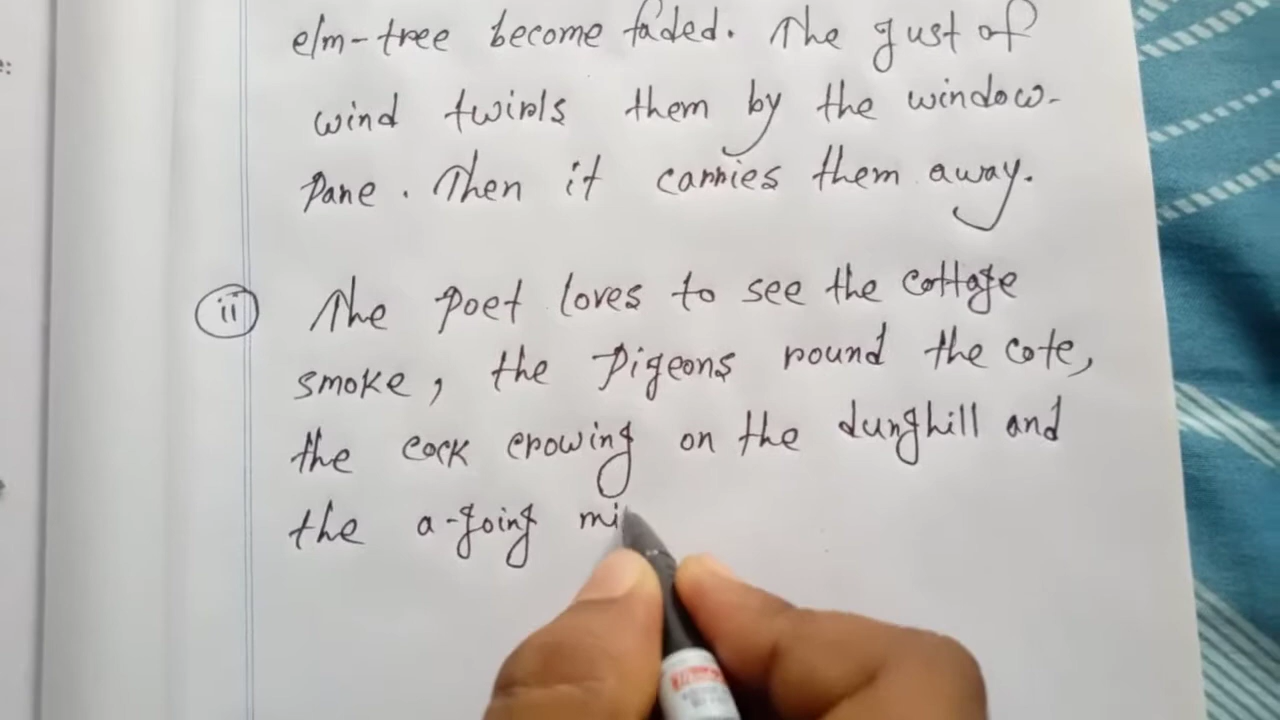 elm-tree become faded. The gust of
wind twirls them by the window-
pane. Then it carries them away.
ii The poet loves to see the cottage
smoke, the pigeons round the cote,
the cock crowing on the dunghill and
the a-going mi